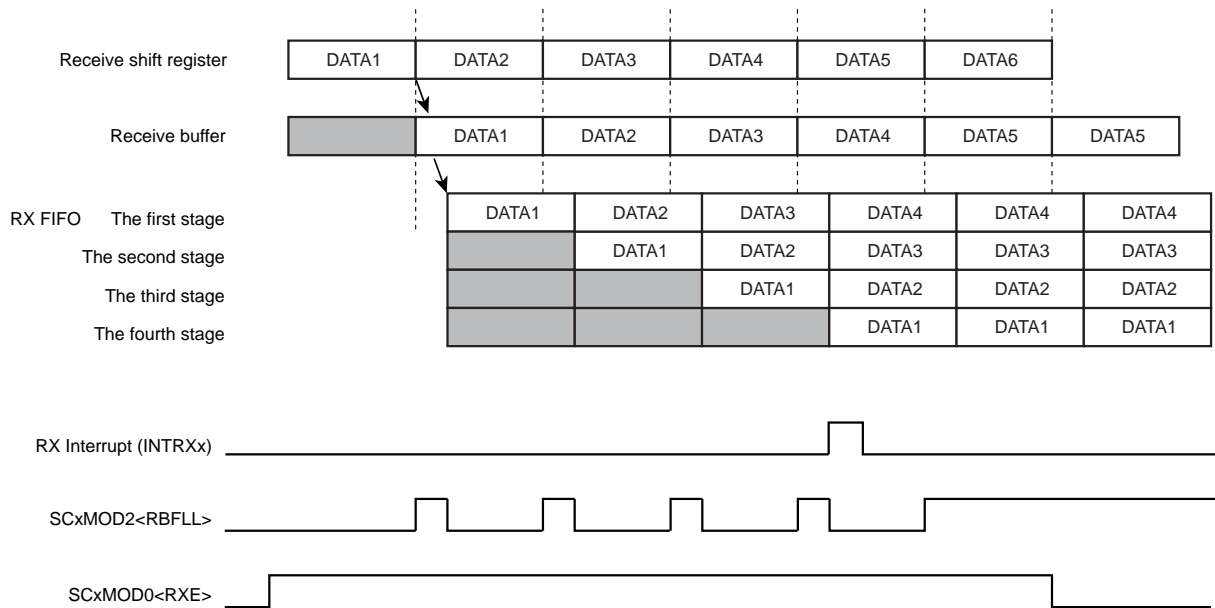 Receive shift register DATA1 DATA2 DATA3 DATA4 DATA5 DATA6
Receive buffer DATA1 DATA2 DATA3 DATA4 DATA5 DATA5
RX FIFO The first stage DATA1 DATA2 DATA3 DATA4 DATA4 DATA4
The second stage DATA1 DATA2 DATA3 DATA3 DATA3
The third stage DATA1 DATA2 DATA2 DATA2
The fourth stage DATA1 DATA1 DATA1
RX Interrupt (INTRXx)
SCxMOD2<RBFLL>
SCxMOD0<RXE>